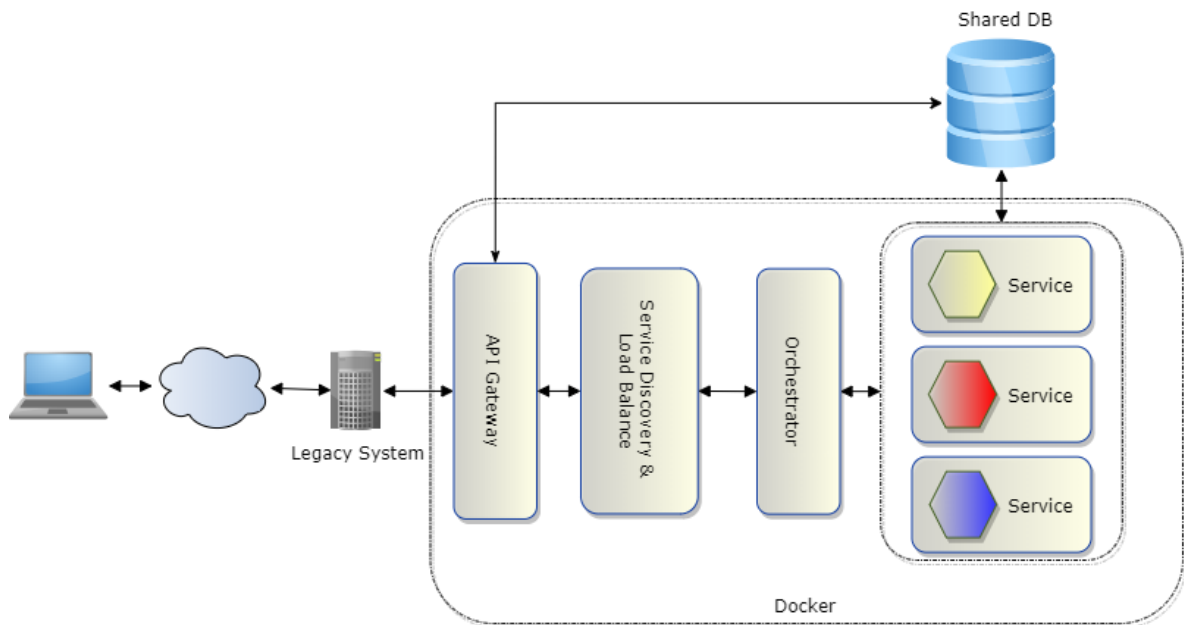 Shared DB
API Gateway
Service Discovery &
Load Balance
Orchestrator
Service
Service
Service
Legacy System
Docker